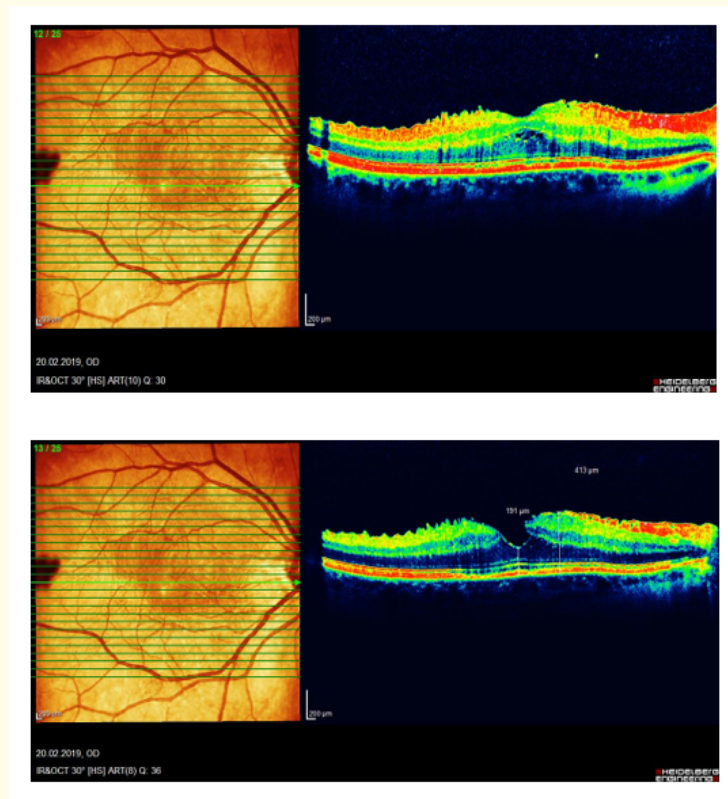 12 / 25
200 µm
20.02.2019, OD
IR&OCT 30° [HS] ART(10) Q: 30
HEIDELBERG
ENGINEERING
13 / 25
413 µm
191 µm
200 µm
20.02.2019, OD
IR&OCT 30° [HS] ART(8) Q: 36
HEIDELBERG
ENGINEERING